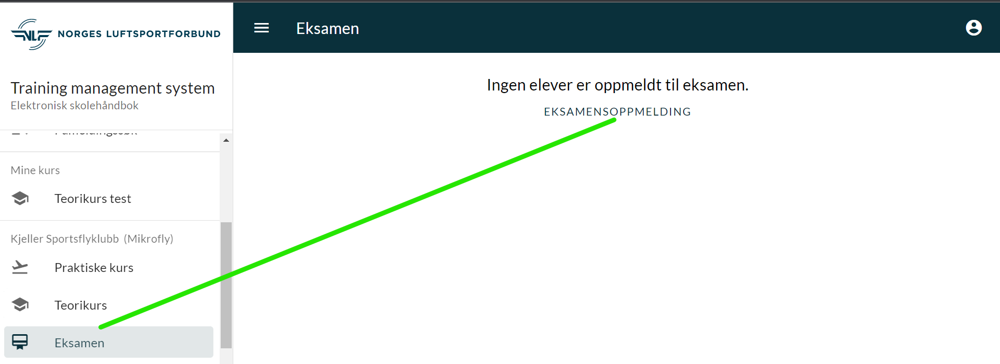 NLF NORGES LUFTSPORTFORBUND
Training management system
Elektronisk skolehåndbok
Mine kurs
Teorikurs test
Kjeller Sportsflyklubb (Mikrofly)
Praktiske kurs
Teorikurs
Eksamen
Eksamen
Ingen elever er oppmeldt til eksamen.
EKSAMENSOPPMELDING